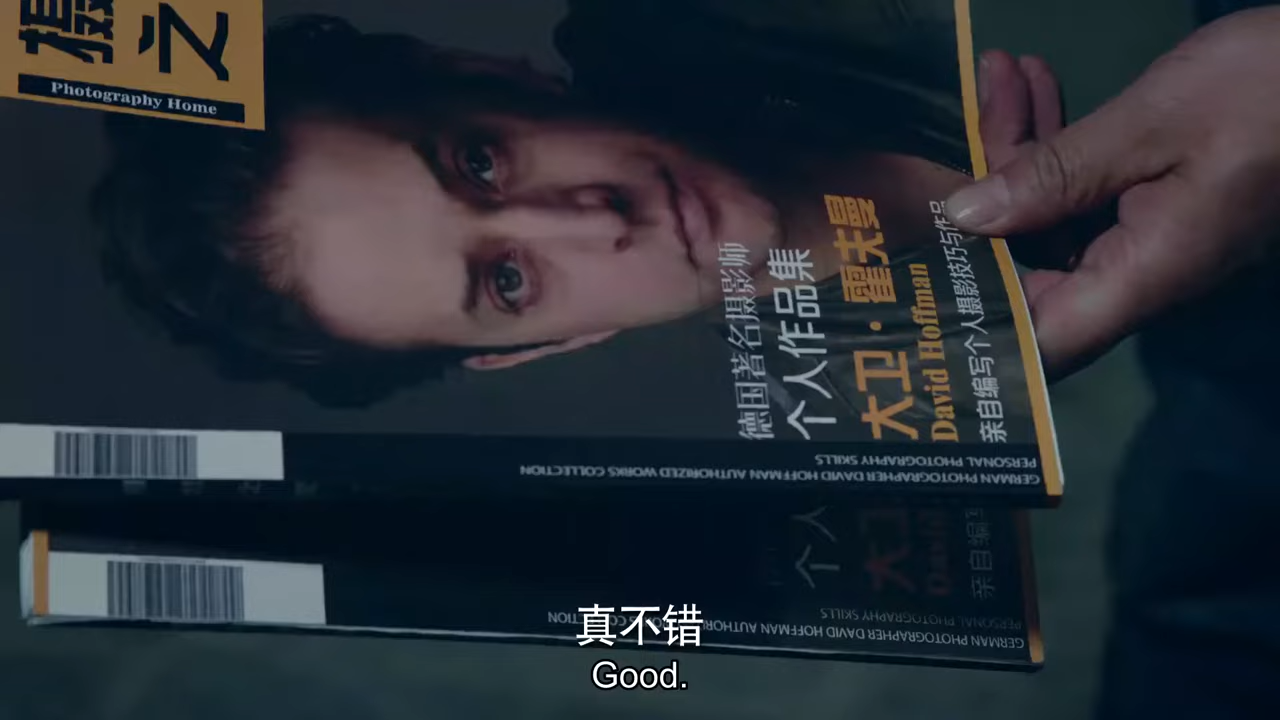 摄
之
Photography Home
德国著名摄影师
个人作品集
大卫·霍夫曼
David Hoffman
亲自编写个人摄影技巧与作品
GERMAN PHOTOGRAPHER DAVID HOFFMAN AUTHORIZED WORKS COLLECTION
PERSONAL PHOTOGRAPHY SKILLS
个人
大卫
David
亲自编写
GERMAN PHOTOGRAPHER DAVID HOFFMAN
COLLECTION
PERSONAL PHOTOGRAPHY SKILLS
真不错
Good.